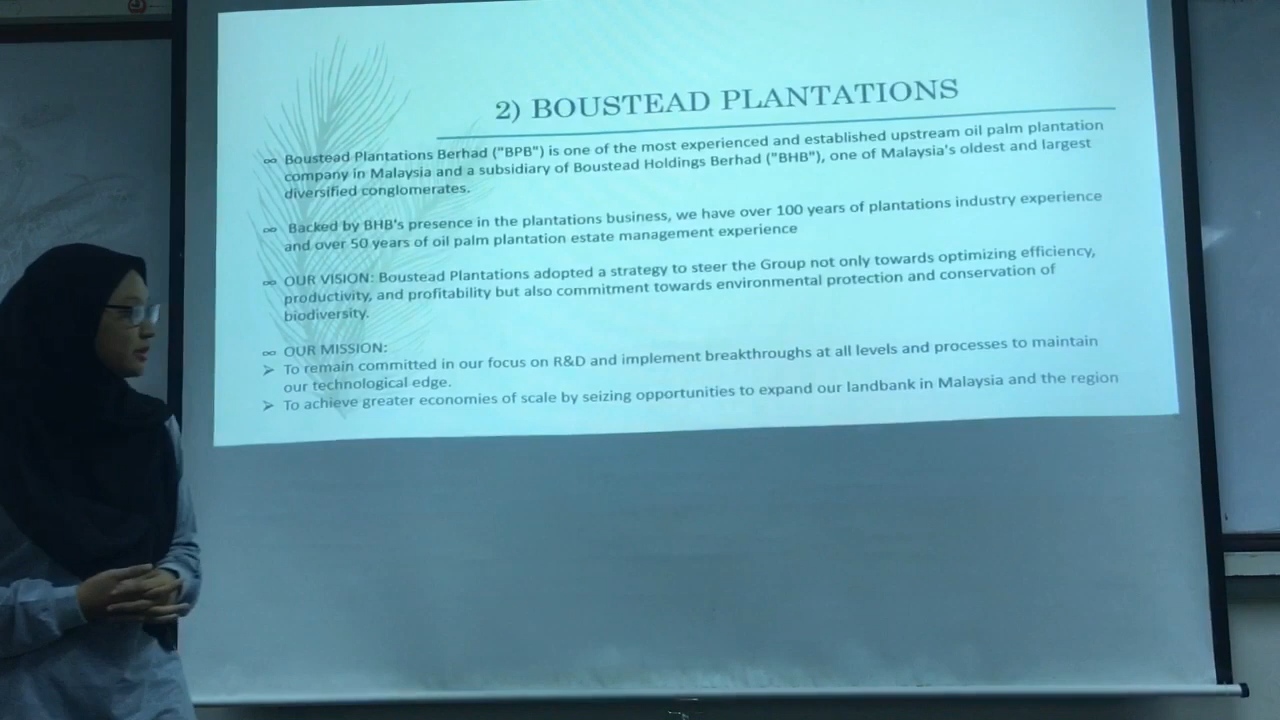 2) BOUSTEAD PLANTATIONS
∞ Boustead Plantations Berhad ("BPB") is one of the most experienced and established upstream oil palm plantation
company in Malaysia and a subsidiary of Boustead Holdings Berhad ("BHB"), one of Malaysia's oldest and largest
diversified conglomerates.
∞ Backed by BHB's presence in the plantations business, we have over 100 years of plantations industry experience
and over 50 years of oil palm plantation estate management experience
∞ OUR VISION: Boustead Plantations adopted a strategy to steer the Group not only towards optimizing efficiency,
productivity, and profitability but also commitment towards environmental protection and conservation of
biodiversity.
∞ OUR MISSION:
➤ To remain committed in our focus on R&D and implement breakthroughs at all levels and processes to maintain
our technological edge.
➤ To achieve greater economies of scale by seizing opportunities to expand our landbank in Malaysia and the region